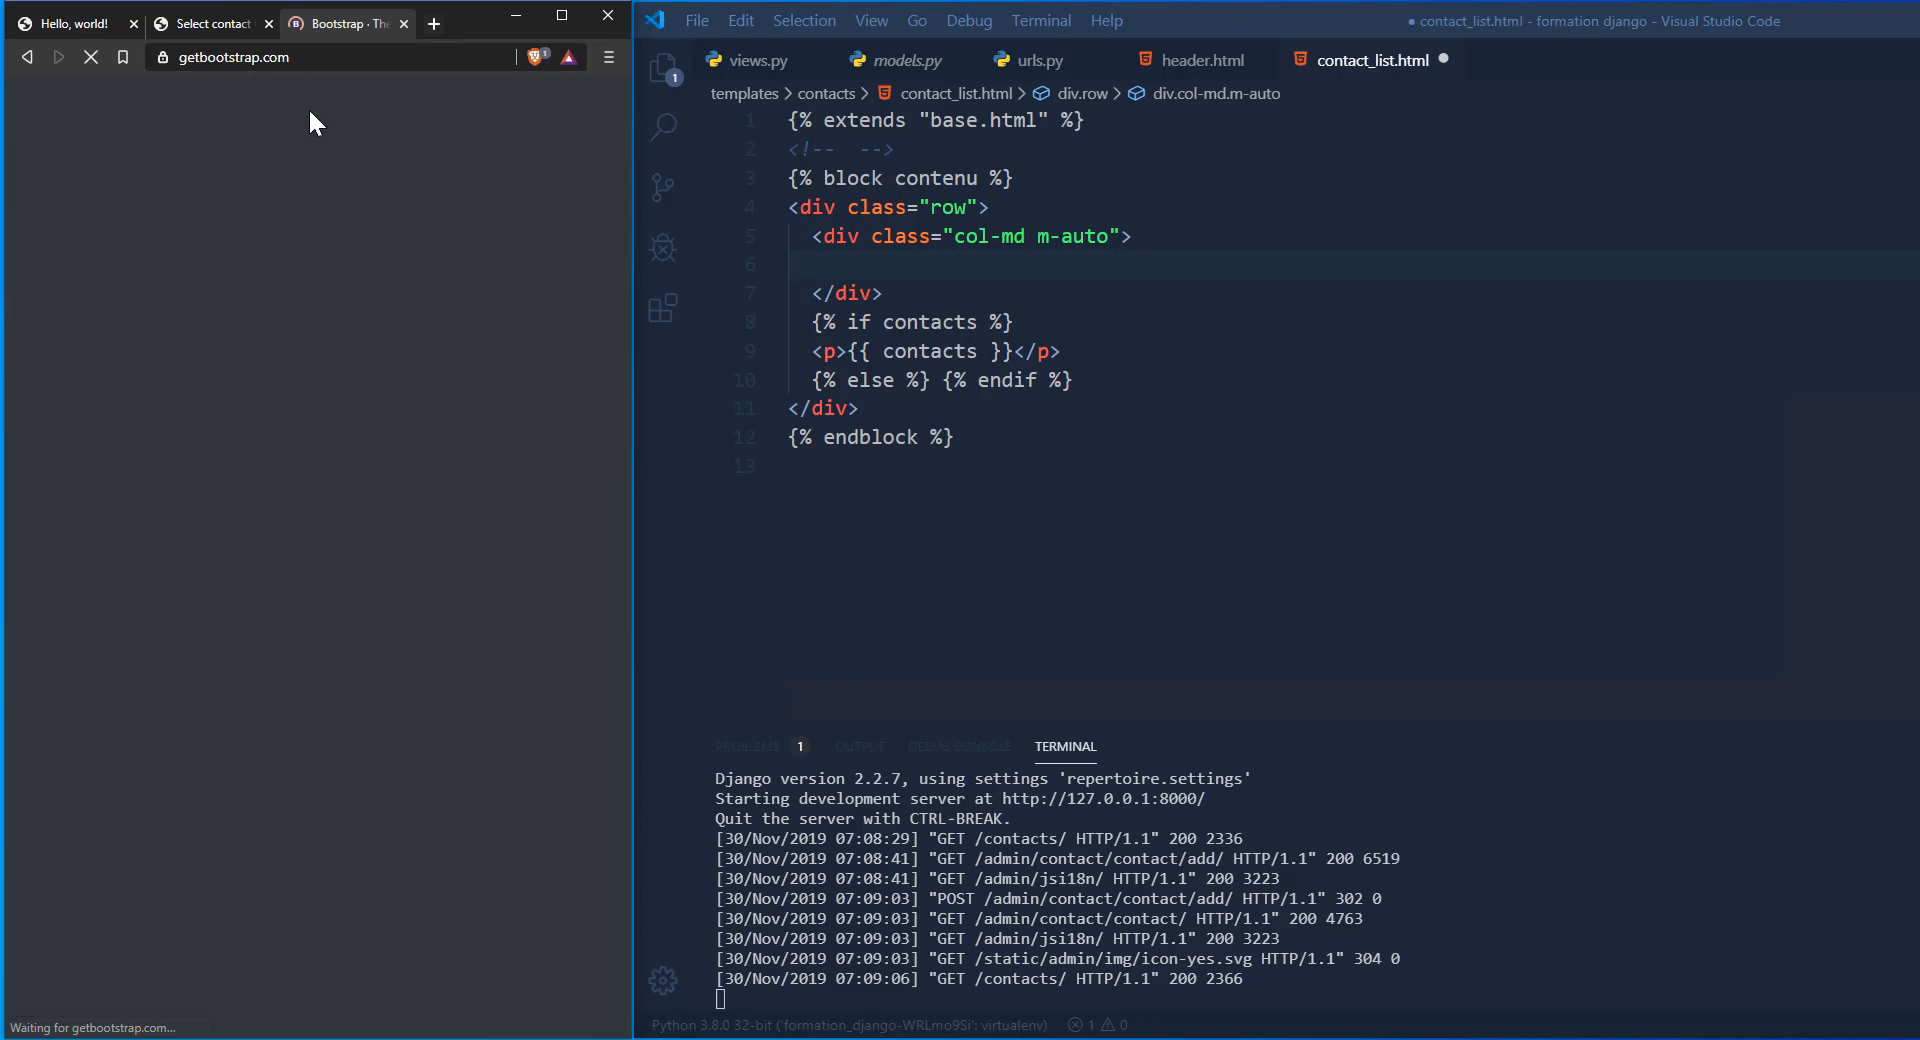 Hello, world!
Select contact
Bootstrap · The
getbootstrap.com
1
Waiting for getbootstrap.com...
File Edit Selection View Go Debug Terminal Help
● contact_list.html - formation django - Visual Studio Code
1
views.py models.py urls.py header.html contact_list.html
templates > contacts > contact_list.html > div.row > div.col-md.m-auto
1 {% extends "base.html" %}
2 <!--  -->
3 {% block contenu %}
4 <div class="row">
5 <div class="col-md m-auto">
6
7 </div>
8 {% if contacts %}
9 <p>{{ contacts }}</p>
10 {% else %} {% endif %}
11 </div>
12 {% endblock %}
13
PROBLEMS 1 OUTPUT DEBUG CONSOLE TERMINAL
Django version 2.2.7, using settings 'repertoire.settings'
Starting development server at http://127.0.0.1:8000/
Quit the server with CTRL-BREAK.
[30/Nov/2019 07:08:29] "GET /contacts/ HTTP/1.1" 200 2336
[30/Nov/2019 07:08:41] "GET /admin/contact/contact/add/ HTTP/1.1" 200 6519
[30/Nov/2019 07:08:41] "GET /admin/jsi18n/ HTTP/1.1" 200 3223
[30/Nov/2019 07:09:03] "POST /admin/contact/contact/add/ HTTP/1.1" 302 0
[30/Nov/2019 07:09:03] "GET /admin/contact/contact/ HTTP/1.1" 200 4763
[30/Nov/2019 07:09:03] "GET /admin/jsi18n/ HTTP/1.1" 200 3223
[30/Nov/2019 07:09:03] "GET /static/admin/img/icon-yes.svg HTTP/1.1" 304 0
[30/Nov/2019 07:09:06] "GET /contacts/ HTTP/1.1" 200 2366
Python 3.8.0 32-bit ('formation_django-WRLmo9Si': virtualenv) 1 0